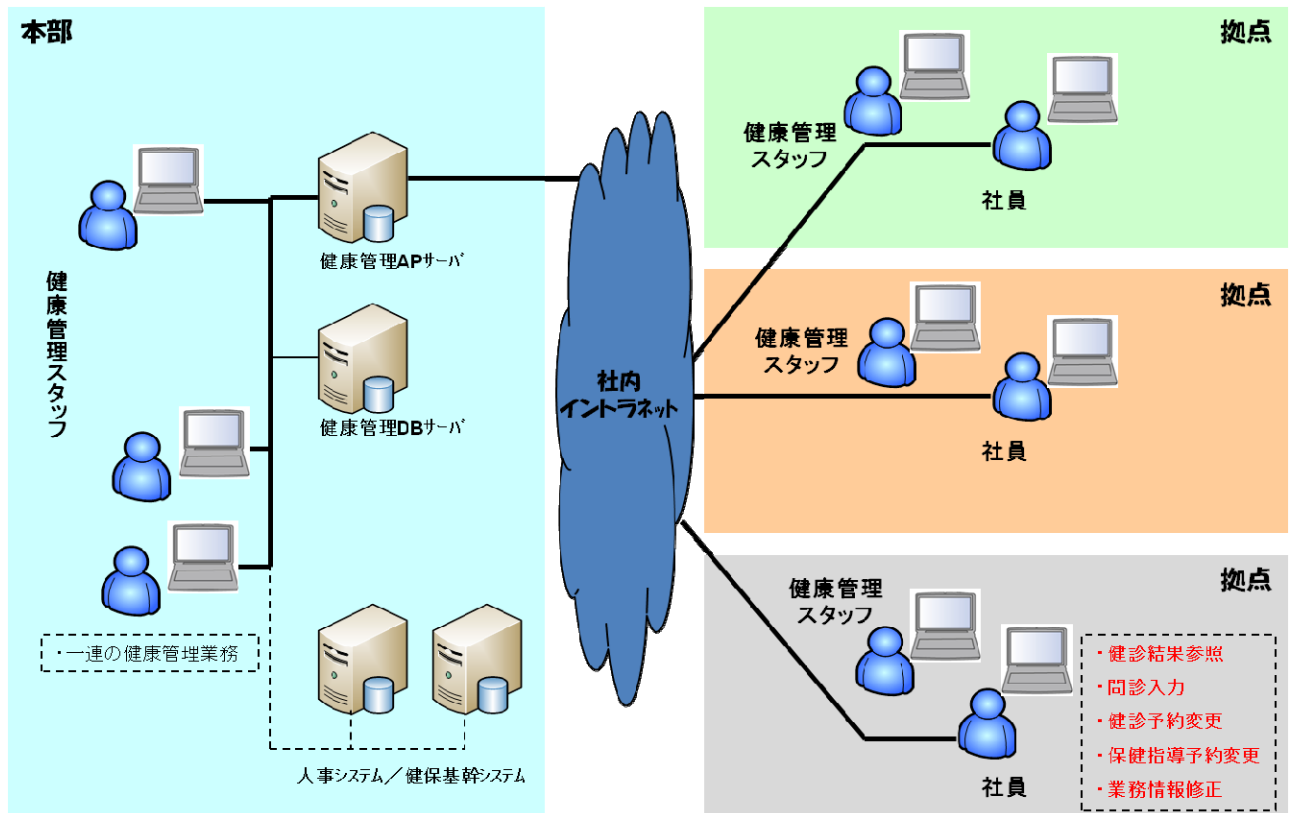 本部
健康管理スタッフ
健康管理APｻｰﾊﾞ
健康管理DBｻｰﾊﾞ
・一連の健康管理業務
人事ｼｽﾃﾑ／健保基幹ｼｽﾃﾑ
社内
イントラネット
拠点
健康管理
スタッフ
社員
拠点
健康管理
スタッフ
社員
拠点
健康管理
スタッフ
社員
・健診結果参照
・問診入力
・健診予約変更
・保健指導予約変更
・業務情報修正